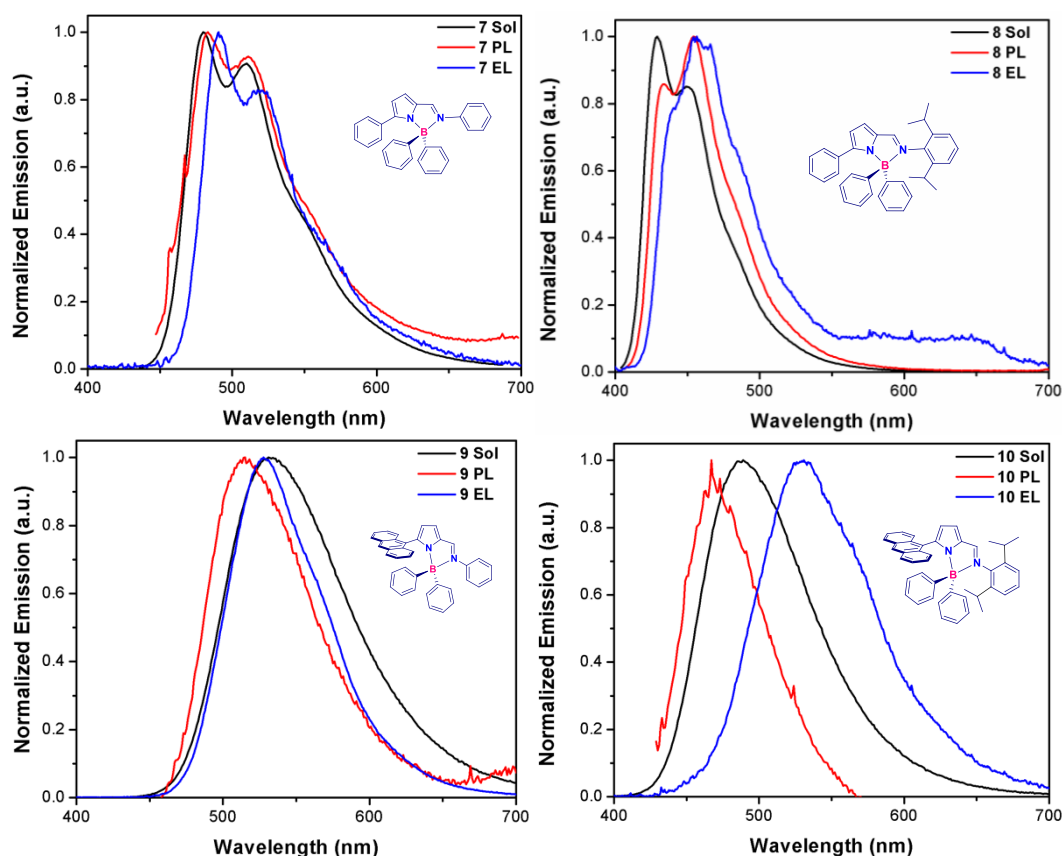 Normalized Emission (a.u.)
1.0
0.8
0.6
0.4
0.2
0.0
400
500
600
700
Wavelength (nm)
7 Sol
7 PL
7 EL
N
N
B
Normalized Emission (a.u.)
1.0
0.8
0.6
0.4
0.2
0.0
400
500
600
700
Wavelength (nm)
8 Sol
8 PL
8 EL
N
N
B
Normalized Emission (a.u.)
1.0
0.8
0.6
0.4
0.2
0.0
400
500
600
700
Wavelength (nm)
9 Sol
9 PL
9 EL
N
N
B
Normalized Emission (a.u.)
1.0
0.8
0.6
0.4
0.2
0.0
400
500
600
700
Wavelength (nm)
10 Sol
10 PL
10 EL
N
N
B